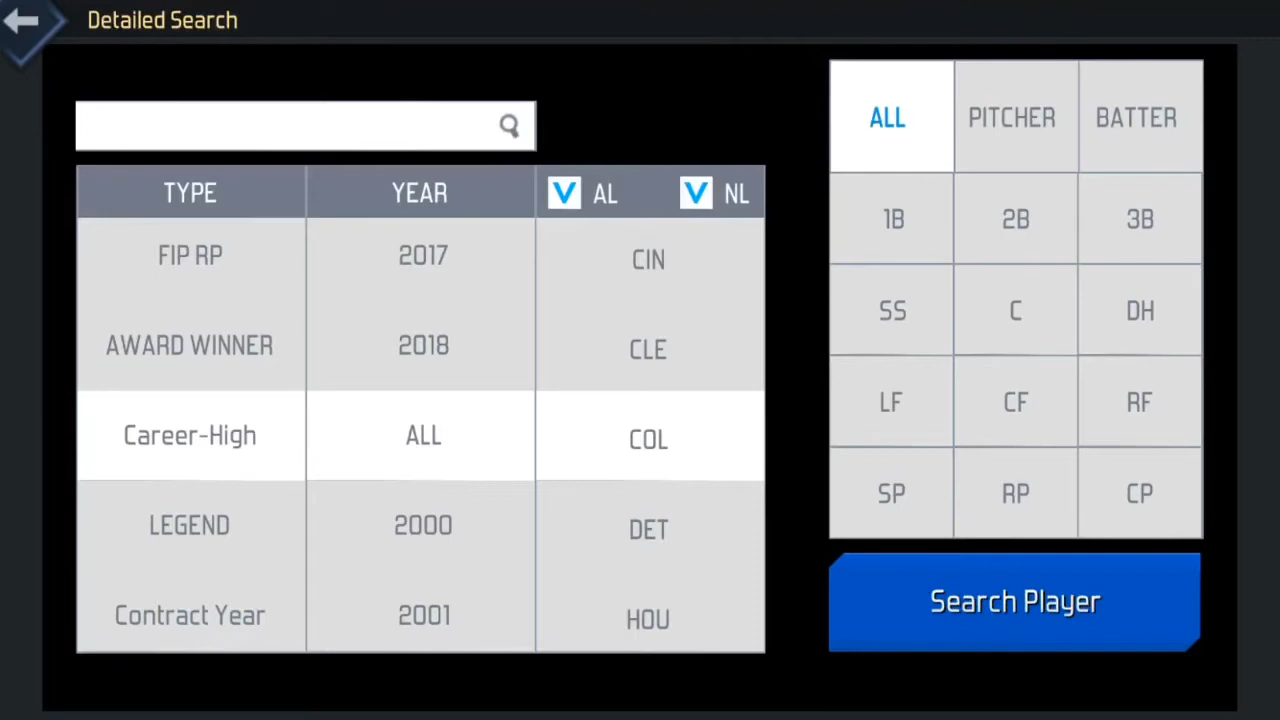 Detailed Search
TYPE YEAR V AL V NL
FIP RP 2017 CIN
AWARD WINNER 2018 CLE
Career-High ALL COL
LEGEND 2000 DET
Contract Year 2001 HOU
ALL PITCHER BATTER
1B 2B 3B
SS C DH
LF CF RF
SP RP CP
Search Player